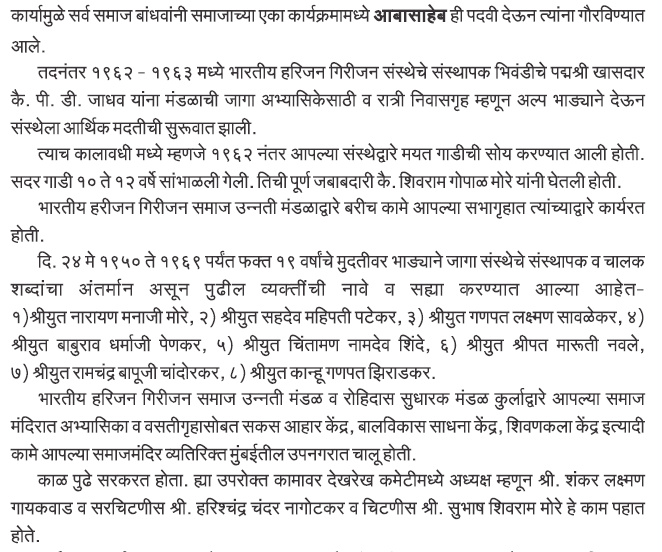 कार्यामुळे सर्व समाज बांधवांनी समाजाच्या एका कार्यक्रमामध्ये आबासाहेब ही पदवी देऊन त्यांना गौरविण्यात
आले.
तदनंतर १९६२ - १९६३ मध्ये भारतीय हरिजन गिरीजन संस्थेचे संस्थापक भिवंडीचे पद्मश्री खासदार
कै. पी. डी. जाधव यांना मंडळाची जागा अभ्यासिकेसाठी व रात्री निवासगृह म्हणून अल्प भाड्याने देऊन
संस्थेला आर्थिक मदतीची सुरूवात झाली.
त्याच कालावधी मध्ये म्हणजे १९६२ नंतर आपल्या संस्थेद्वारे मयत गाडीची सोय करण्यात आली होती.
सदर गाडी १० ते १२ वर्षे सांभाळली गेली. तिची पूर्ण जबाबदारी कै. शिवराम गोपाळ मोरे यांनी घेतली होती.
भारतीय हरीजन गिरीजन समाज उन्नती मंडळाद्वारे बरीच कामे आपल्या सभागृहात त्यांच्याद्वारे कार्यरत
होती.
दि. २४ मे १९५० ते १९६९ पर्यंत फक्त १९ वर्षांचे मुदतीवर भाड्याने जागा संस्थेचे संस्थापक व चालक
शब्दांचा अंतर्मान असून पुढील व्यक्तींची नावे व सह्या करण्यात आल्या आहेत-
१)श्रीयुत नारायण मनाजी मोरे, २) श्रीयुत सहदेव महिपती पटेकर, ३) श्रीयुत गणपत लक्ष्मण सावळेकर, ४)
श्रीयुत बाबुराव धर्माजी पेणकर, ५) श्रीयुत चिंतामण नामदेव शिंदे, ६) श्रीयुत श्रीपत मारूती नवले,
७) श्रीयुत रामचंद्र बापूजी चांदोरकर, ८) श्रीयुत कान्हू गणपत झिराडकर.
भारतीय हरिजन गिरीजन समाज उन्नती मंडळ व रोहिदास सुधारक मंडळ कुर्लाद्वारे आपल्या समाज
मंदिरात अभ्यासिका व वसतीगृहासोबत सकस आहार केंद्र, बालविकास साधना केंद्र, शिवणकला केंद्र इत्यादी
कामे आपल्या समाजमंदिर व्यतिरिक्त मुंबईतील उपनगरात चालू होती.
काळ पुढे सरकरत होता. ह्या उपरोक्त कामावर देखरेख कमेटीमध्ये अध्यक्ष म्हणून श्री. शंकर लक्ष्मण
गायकवाड व सरचिटणीस श्री. हरिश्चंद्र चंदर नागोटकर व चिटणीस श्री. सुभाष शिवराम मोरे हे काम पहात
होते.